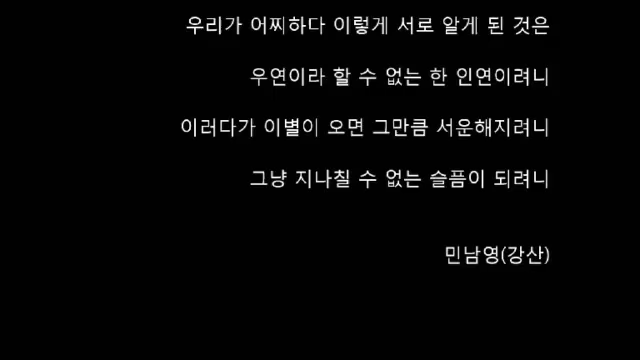 우리가 어찌하다 이렇게 서로 알게 된 것은
우연이라 할 수 없는 한 인연이려니
이러다가 이별이 오면 그만큼 서운해지려니
그냥 지나칠 수 없는 슬픔이 되려니
민남영(강산)